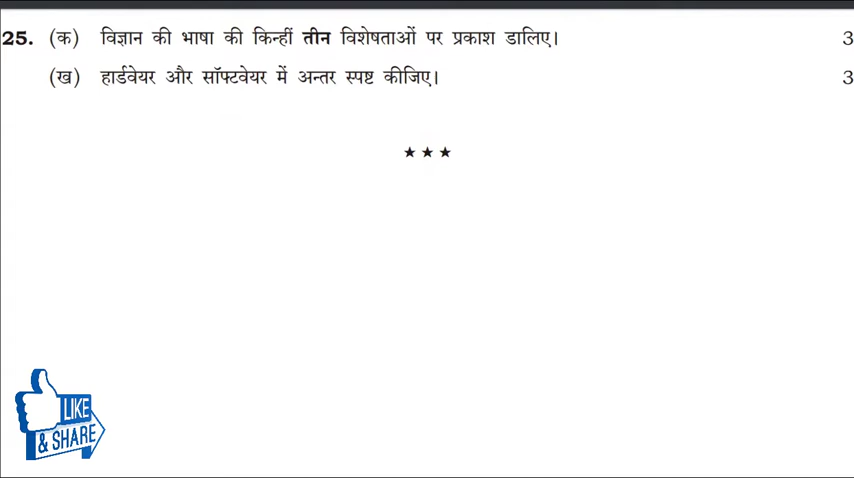 25. (क) विज्ञान की भाषा की किन्हीं तीन विशेषताओं पर प्रकाश डालिए। 3
(ख) हार्डवेयर और सॉफ्टवेयर में अन्तर स्पष्ट कीजिए। 3
★ ★ ★
LIKE
& SHARE